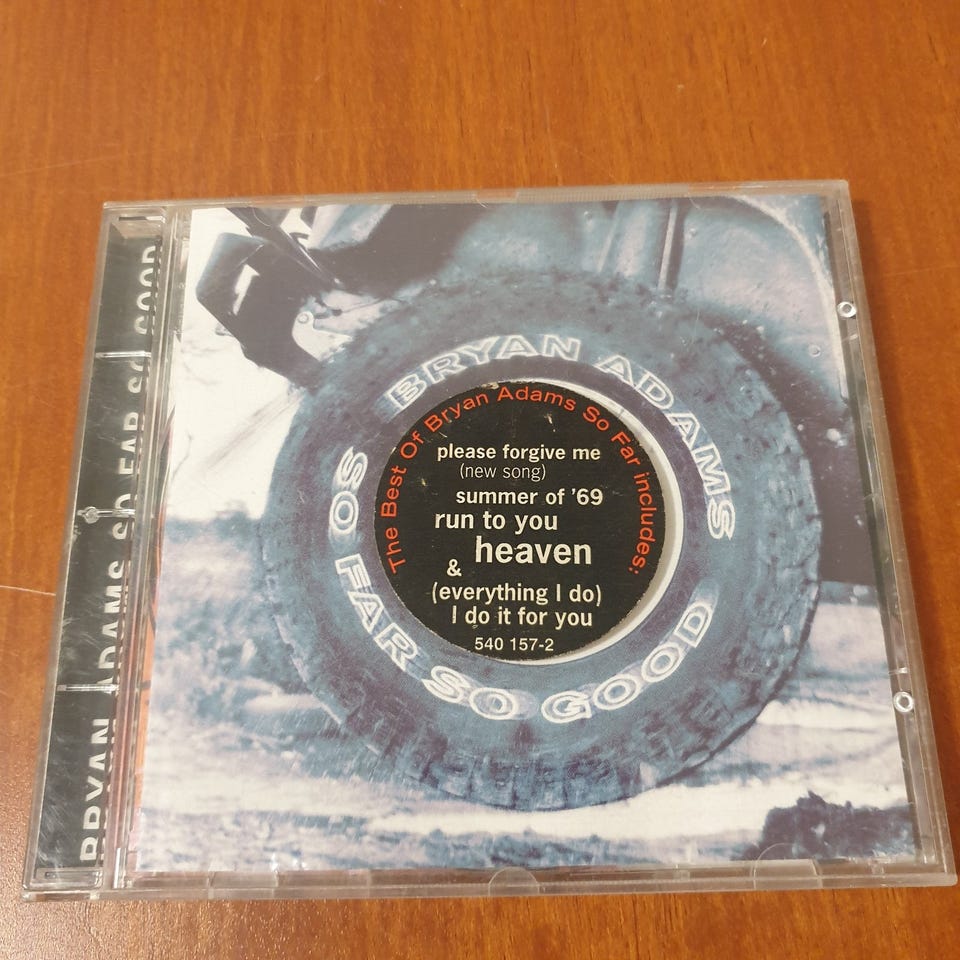 BRYAN ADAMS SO FAR SO GOOD
BRYAN ADAMS
SO FAR SO GOOD
The Best Of Bryan Adams So Far includes:
please forgive me
(new song)
summer of '69
run to you
heaven
&
(everything I do)
I do it for you
540 157-2